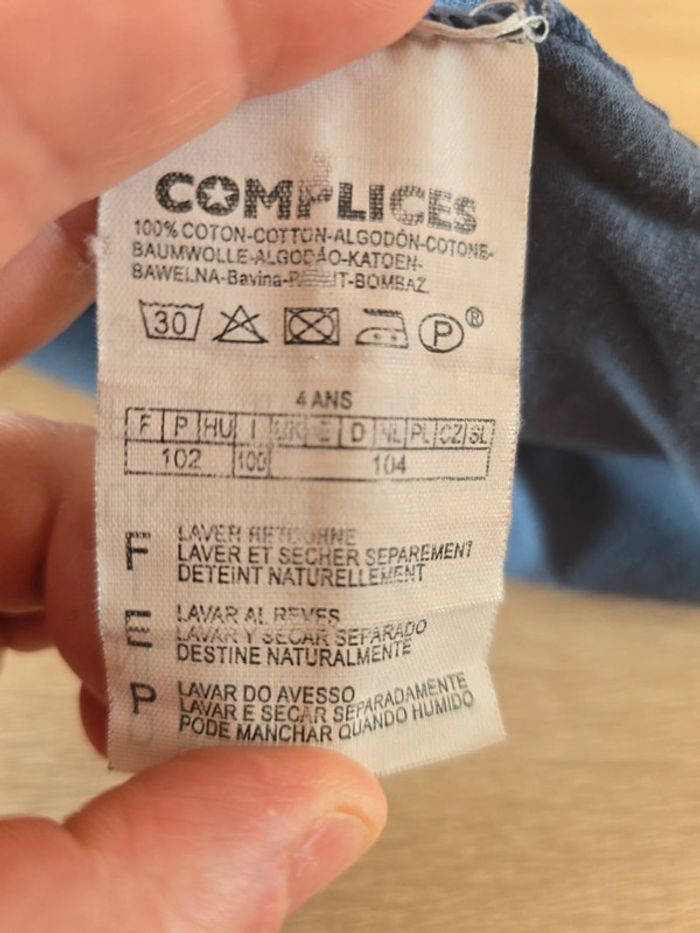 COMPLICES
100% COTON-COTTON-ALGODÓN-COTONE-
BAUMWOLLE-ALGODÃO-KATOEN-
BAWEŁNA-Bavlna-
30 P ®
4 ANS
F P HU I UK E D NL PL CZ SL
102 100 104
F LAVER RETOURNE
LAVER ET SECHER SEPAREMENT
DETEINT NATURELLEMENT
E LAVAR AL REVES
LAVAR Y SECAR SEPARADO
DESTINE NATURALMENTE
P LAVAR DO AVESSO
LAVAR E SECAR SEPARADAMENTE
PODE MANCHAR QUANDO HUMIDO